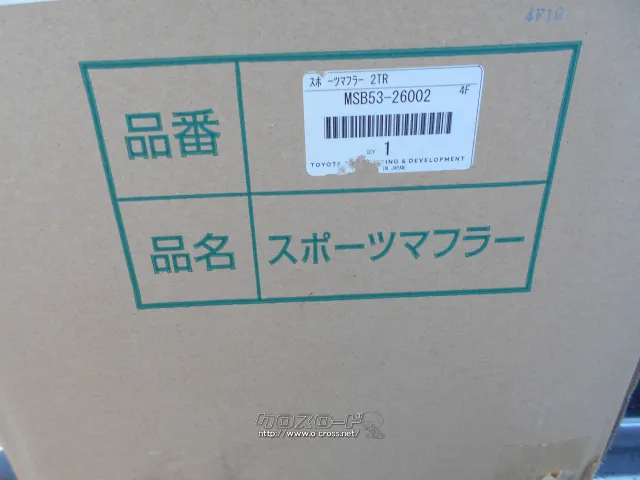 4F18
スポーツマフラー 2TR
MSB53-26002 4F
QTY 1
TOYOTA & DEVELOPMENT
IN JAPAN
品番
品名 スポーツマフラー
クロスロード
http://www.o-cross.net/